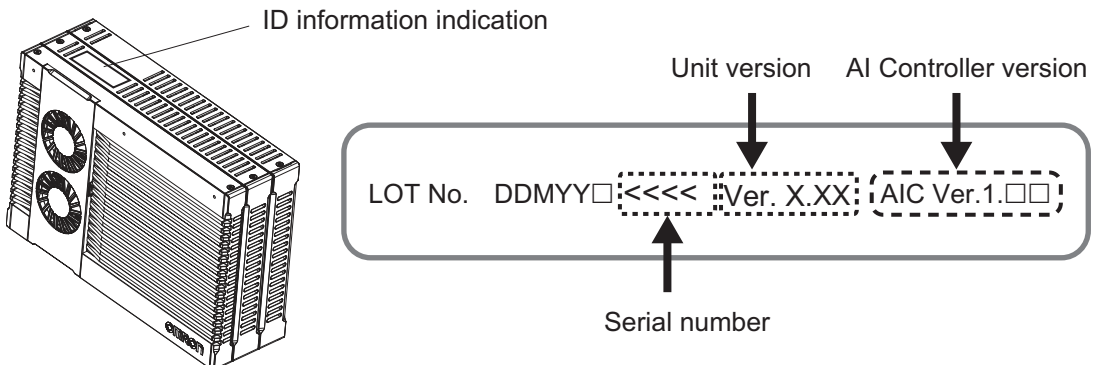 ID information indication
Unit version AI Controller version
LOT No. DDMYY□ <<<< Ver. X.XX AIC Ver.1.□□
Serial number
OMRON